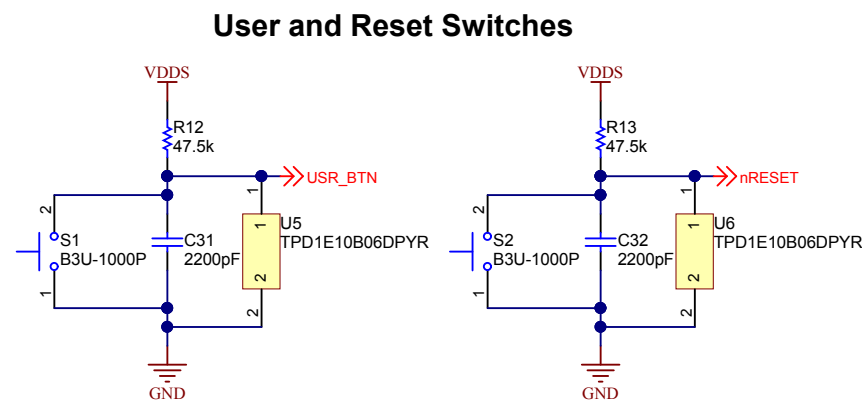 User and Reset Switches
VDDS
R12
47.5k
USR_BTN
2
1
S1
B3U-1000P
C31
2200pF
1
1
2
2
U5
TPD1E10B06DPYR
GND
VDDS
R13
47.5k
nRESET
2
1
S2
B3U-1000P
C32
2200pF
1
1
2
2
U6
TPD1E10B06DPYR
GND